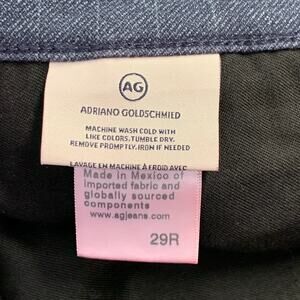 AG
ADRIANO GOLDSCHMIED
MACHINE WASH COLD WITH
LIKE COLORS. TUMBLE DRY.
REMOVE PROMPTLY. IRON IF NEEDED
LAVAGE EN MACHINE À FROID AVEC
Made in Mexico of
imported fabric and
globally sourced
components
www.agjeans.com
29R